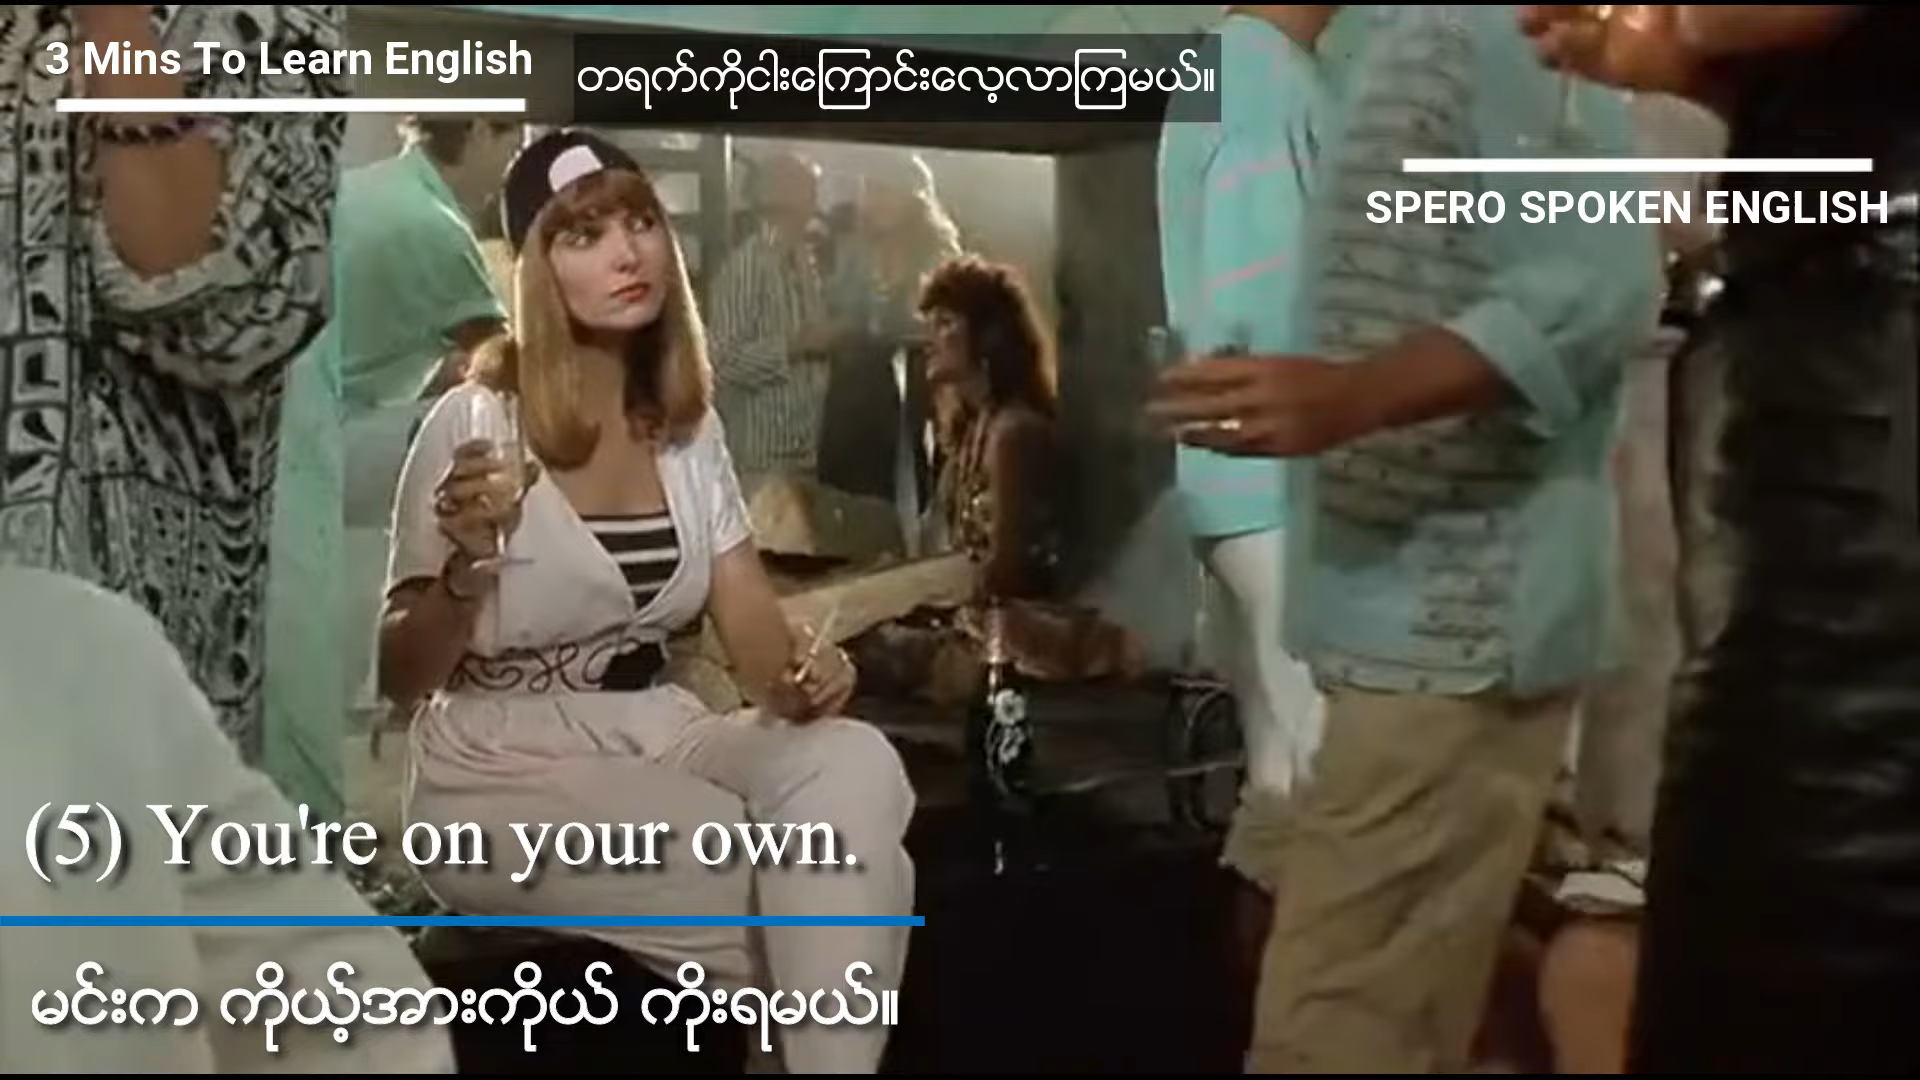 3 Mins To Learn English
တရက်ကိုငါးကြောင်းလေ့လာကြမယ်။
SPERO SPOKEN ENGLISH
(5) You're on your own.
မင်းက ကိုယ့်အားကိုယ် ကိုးရမယ်။